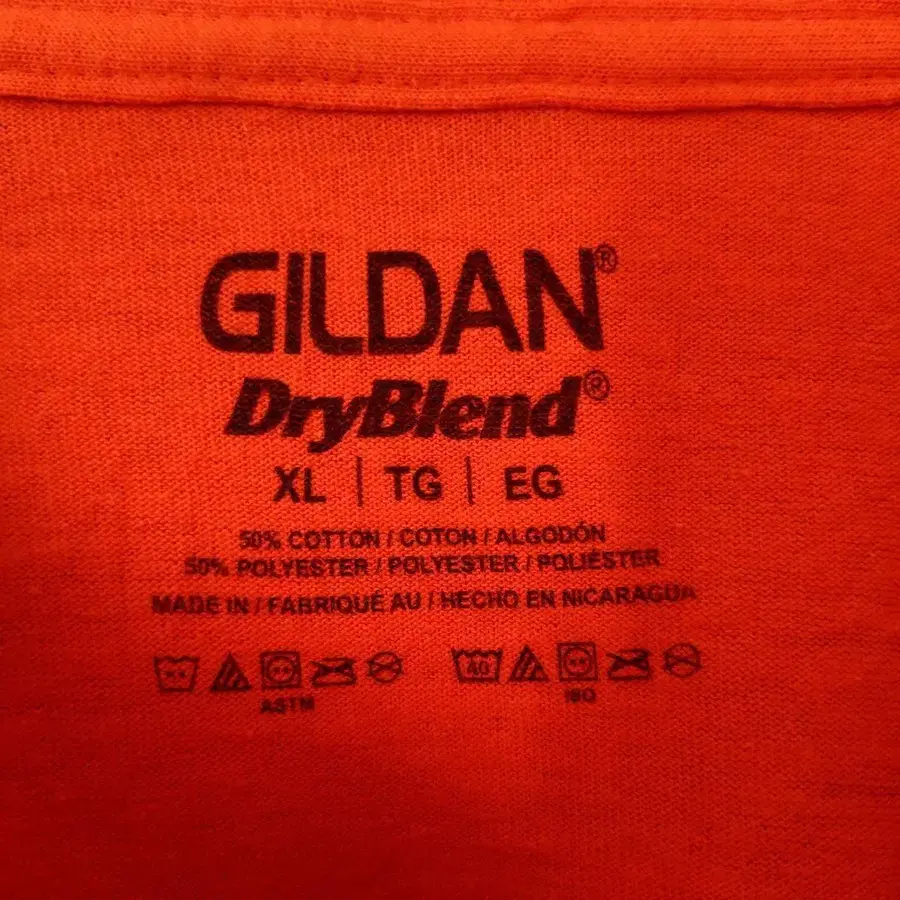 GILDAN®
DryBlend®
XL | TG | EG
50% COTTON / COTON / ALGODÓN
50% POLYESTER / POLYESTER / POLIÉSTER
MADE IN / FABRIQUÉ AU / HECHO EN NICARAGUA
40
ASTM ISO